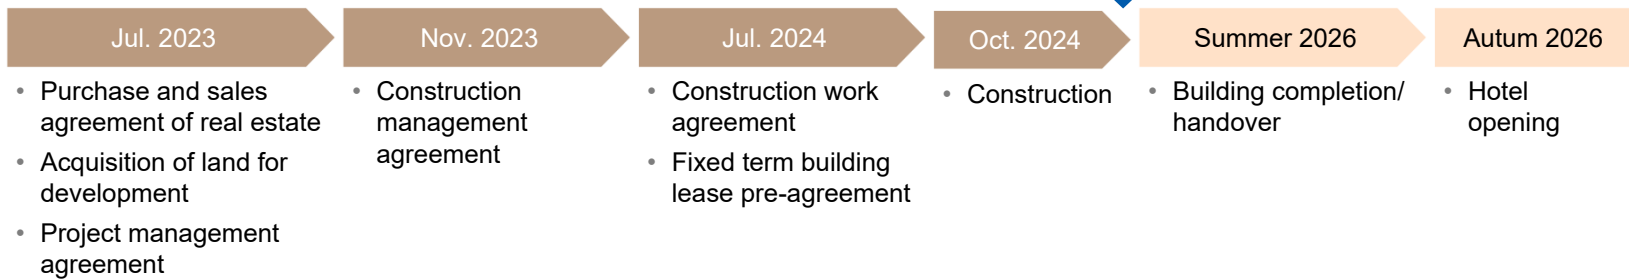 Jul. 2023
• Purchase and sales
agreement of real estate
• Acquisition of land for
development
• Project management
agreement
Nov. 2023
• Construction
management
agreement
Jul. 2024
• Construction work
agreement
• Fixed term building
lease pre-agreement
Oct. 2024
• Construction
Summer 2026
• Building completion/
handover
Autum 2026
• Hotel
opening